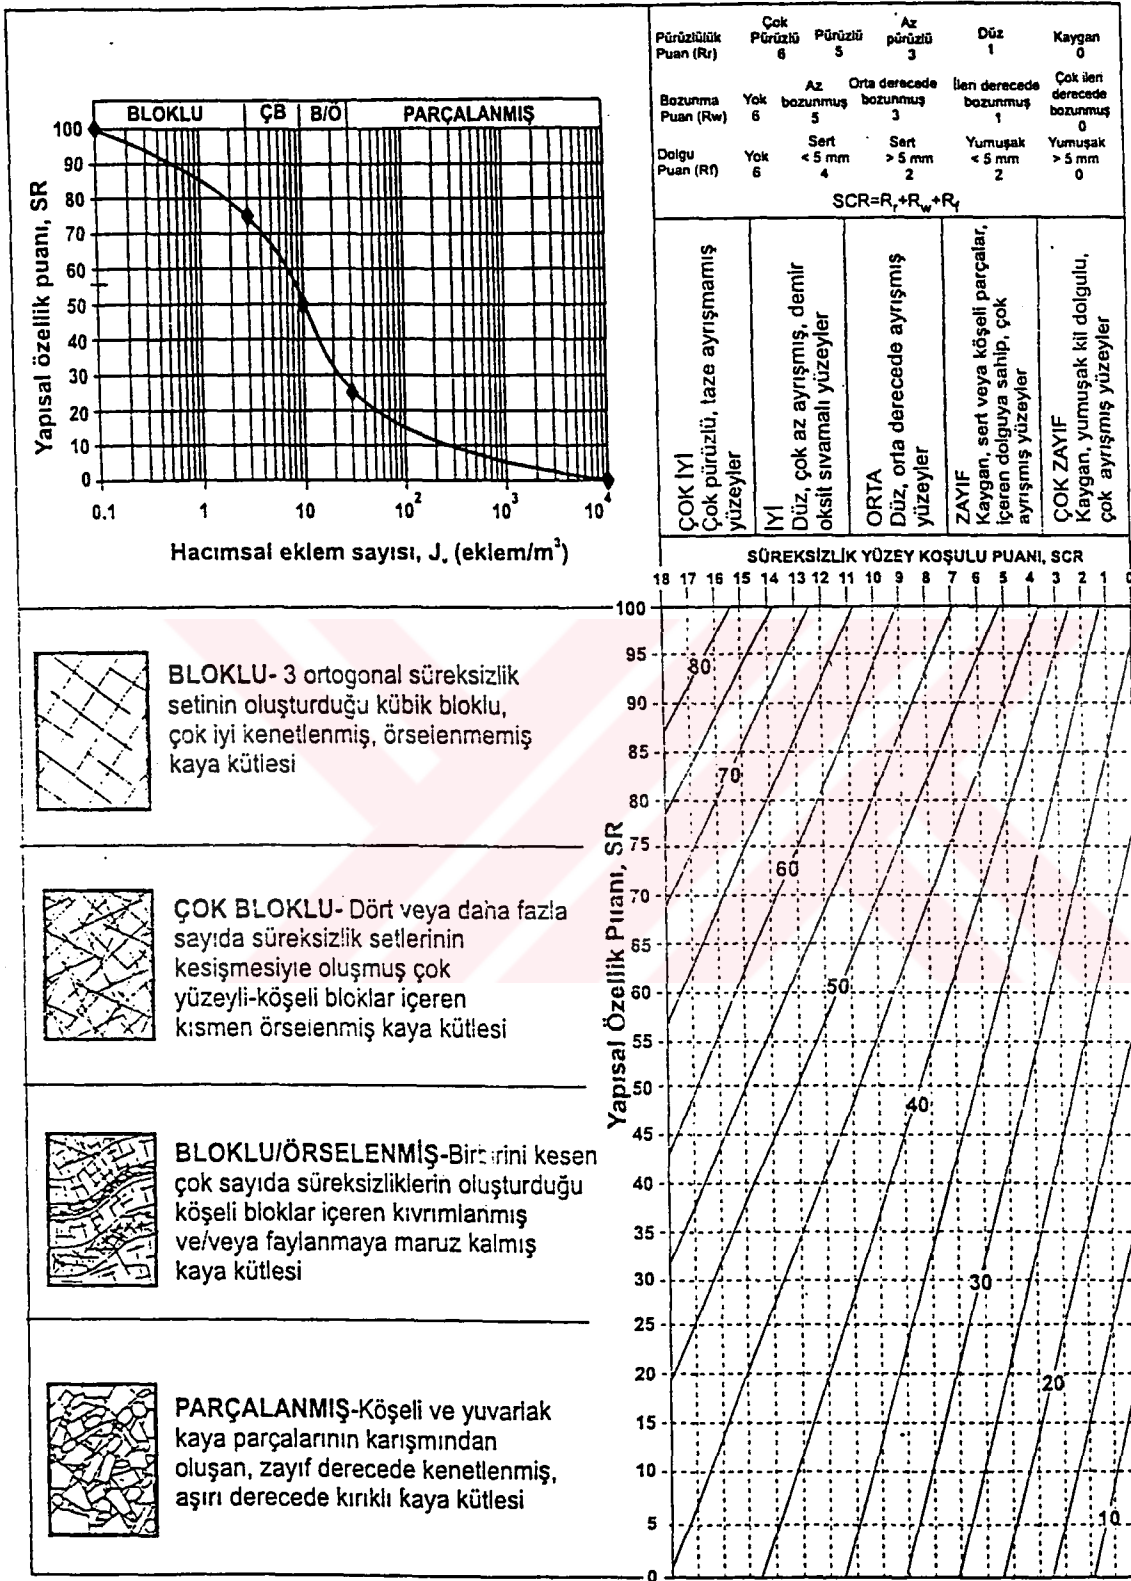 BLOKLU ÇB B/Ö PARÇALANMIŞ
Yapısal özellik puanı, SR
100
90
80
70
60
50
40
30
20
10
0
0.1 1 10 10² 10³ 10⁴
Hacımsal eklem sayısı, Jᵥ (eklem/m³)
Pürüzlülük Puan (Rr)
Çok Pürüzlü 6
Pürüzlü 5
Az pürüzlü 3
Düz 1
Kaygan 0
Bozunma Puan (Rw)
Yok 6
Az bozunmuş 5
Orta derecede bozunmuş 3
İleri derecede bozunmuş 1
Çok ileri derecede bozunmuş 0
Dolgu Puan (Rf)
Yok 6
Sert < 5 mm 4
Sert > 5 mm 2
Yumuşak < 5 mm 2
Yumuşak > 5 mm 0
SCR=Rr+Rw+Rf
ÇOK İYİ
Çok pürüzlü, taze ayrışmamış
yüzeyler
İYİ
Düz, çok az ayrışmış, demir
oksit sıvamalı yüzeyler
ORTA
Düz, orta derecede ayrışmış
yüzeyler
ZAYIF
Kaygan, sert veya köşeli parçalar,
içeren dolguya sahip, çok
ayrışmış yüzeyler
ÇOK ZAYIF
Kaygan, yumuşak kil dolgulu,
çok ayrışmış yüzeyler
SÜREKSİZLİK YÜZEY KOŞULU PUANI, SCR
18 17 16 15 14 13 12 11 10 9 8 7 6 5 4 3 2 1 0
Yapısal Özellik Puanı, SR
100
95
90
85
80
75
70
65
60
55
50
45
40
35
30
25
20
15
10
5
0
80
70
60
50
40
30
20
10
BLOKLU- 3 ortogonal süreksizlik
setinin oluşturduğu kübik bloklu,
çok iyi kenetlenmiş, örselenmemiş
kaya kütlesi
ÇOK BLOKLU- Dört veya daha fazla
sayıda süreksizlik setlerinin
kesişmesiyle oluşmuş çok
yüzeyli-köşeli bloklar içeren
kısmen örselenmiş kaya kütlesi
BLOKLU/ÖRSELENMİŞ-Birbirini kesen
çok sayıda süreksizliklerin oluşturduğu
köşeli bloklar içeren kıvrımlanmış
ve/veya faylanmaya maruz kalmış
kaya kütlesi
PARÇALANMIŞ-Köşeli ve yuvarlak
kaya parçalarının karışmından
oluşan, zayıf derecede kenetlenmiş,
aşırı derecede kırıklı kaya kütlesi